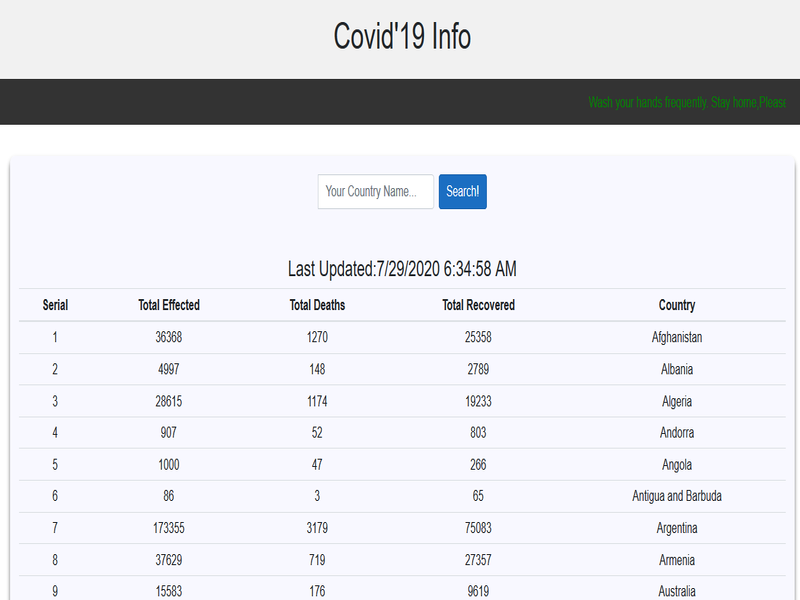 Covid'19 Info
Wash your hands frequently. Stay home,Please
Your Country Name... Search!
Last Updated:7/29/2020 6:34:58 AM
Serial Total Effected Total Deaths Total Recovered Country
1 36368 1270 25358 Afghanistan
2 4997 148 2789 Albania
3 28615 1174 19233 Algeria
4 907 52 803 Andorra
5 1000 47 266 Angola
6 86 3 65 Antigua and Barbuda
7 173355 3179 75083 Argentina
8 37629 719 27357 Armenia
9 15583 176 9619 Australia